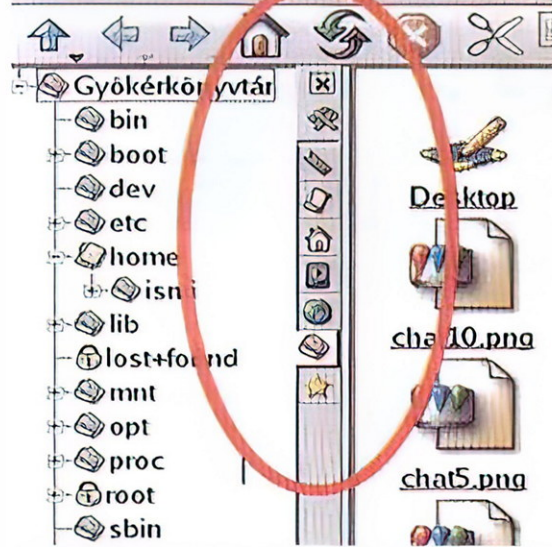 Gyökérkönyvtár
bin
boot
dev
etc
home
lib
lost+found
mnt
opt
proc
root
sbin
Desktop
chat10.png
chat5.png